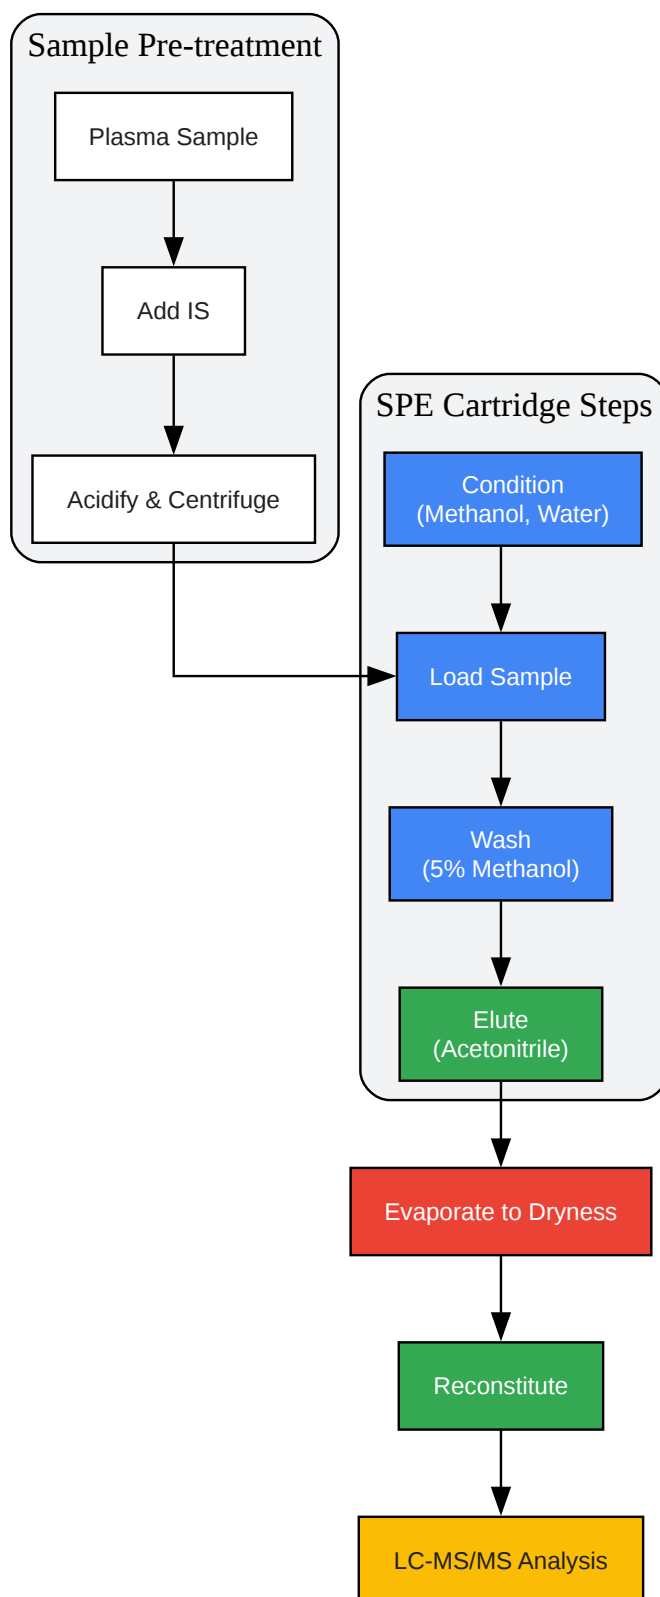 Sample Pre-treatment
Plasma Sample
Add IS
Acidify & Centrifuge
SPE Cartridge Steps
Condition
(Methanol, Water)
Load Sample
Wash
(5% Methanol)
Elute
(Acetonitrile)
Evaporate to Dryness
Reconstitute
LC-MS/MS Analysis